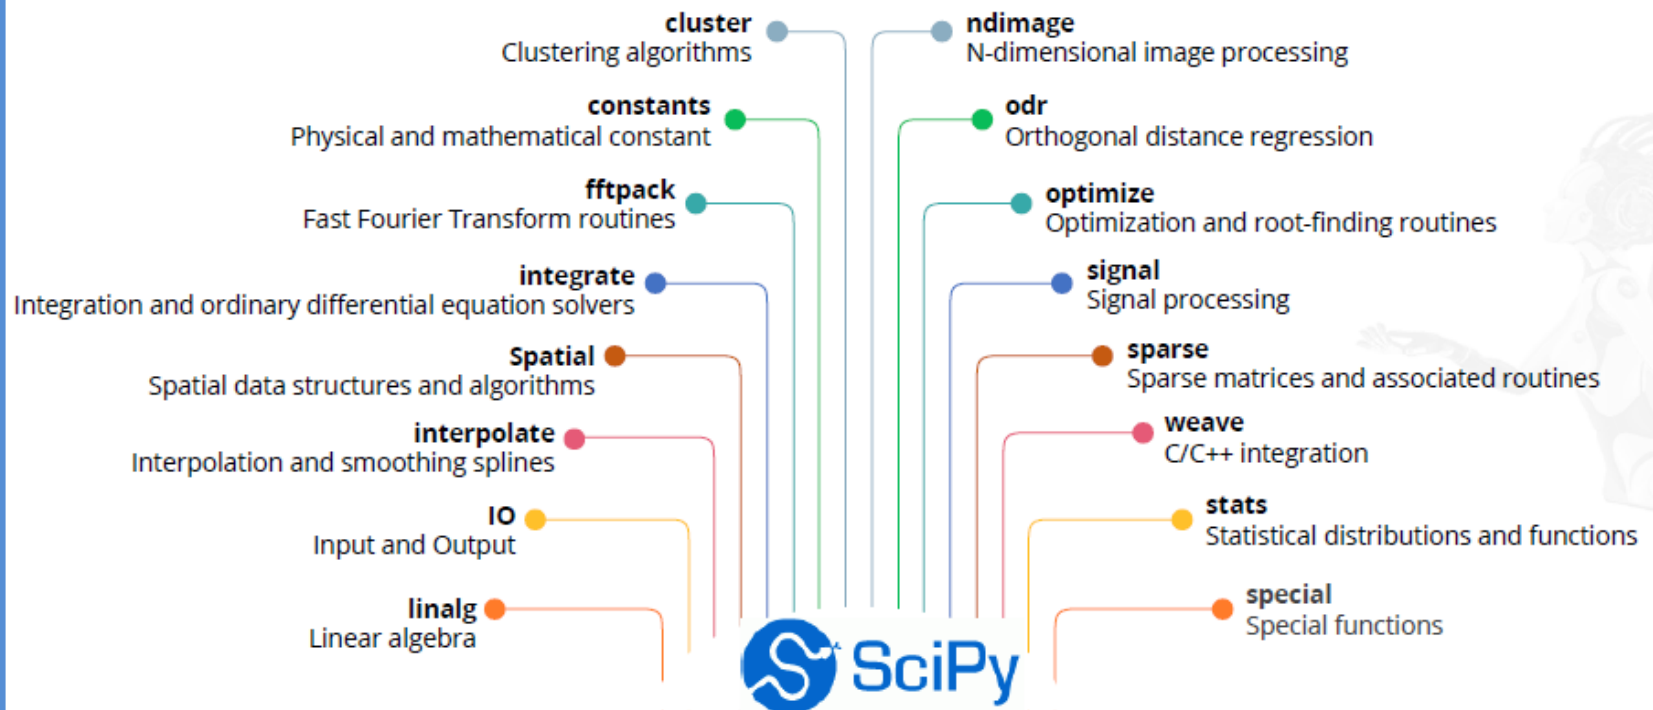 cluster
Clustering algorithms
constants
Physical and mathematical constant
fftpack
Fast Fourier Transform routines
integrate
Integration and ordinary differential equation solvers
Spatial
Spatial data structures and algorithms
interpolate
Interpolation and smoothing splines
IO
Input and Output
linalg
Linear algebra
ndimage
N-dimensional image processing
odr
Orthogonal distance regression
optimize
Optimization and root-finding routines
signal
Signal processing
sparse
Sparse matrices and associated routines
weave
C/C++ integration
stats
Statistical distributions and functions
special
Special functions
SciPy